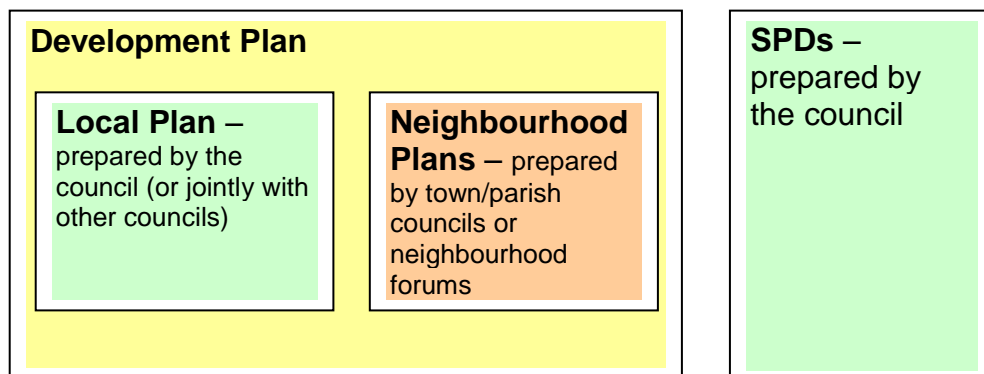 Development Plan
Local Plan –
prepared by the
council (or jointly with
other councils)
Neighbourhood
Plans – prepared
by town/parish
councils or
neighbourhood
forums
SPDs –
prepared by
the council